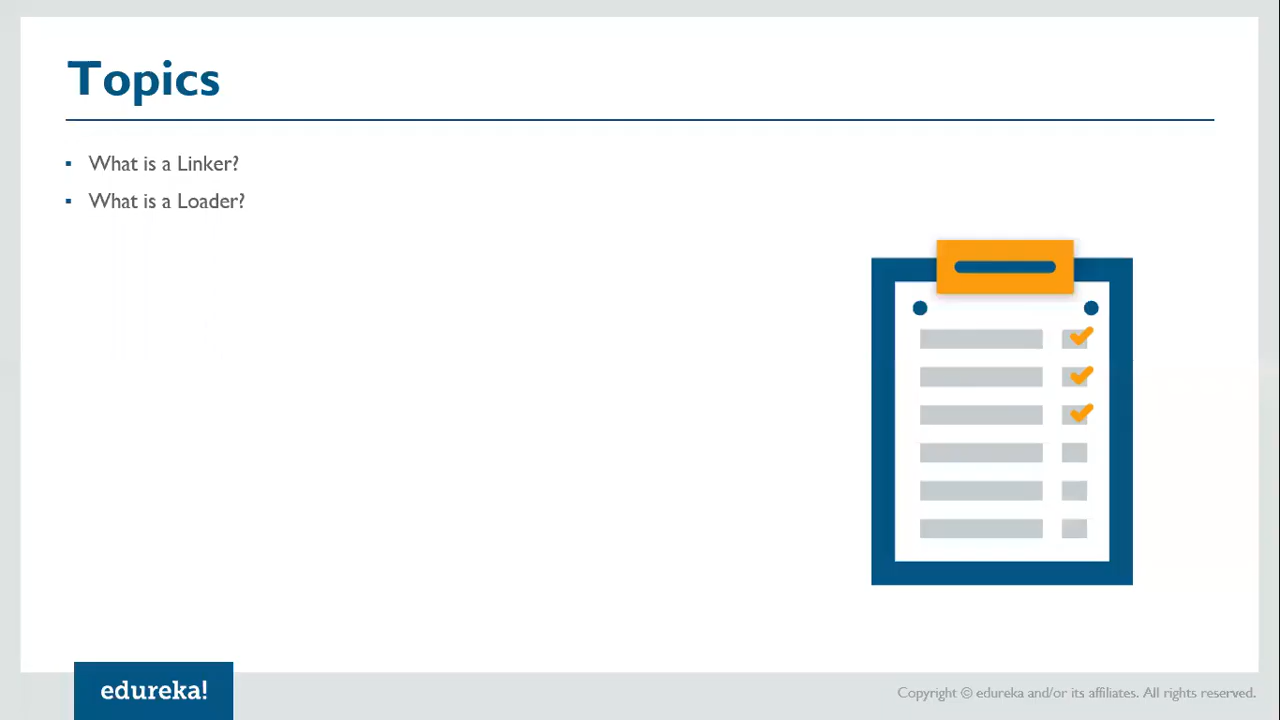 Topics
▪ What is a Linker?
▪ What is a Loader?
edureka!
Copyright © edureka and/or its affiliates. All rights reserved.